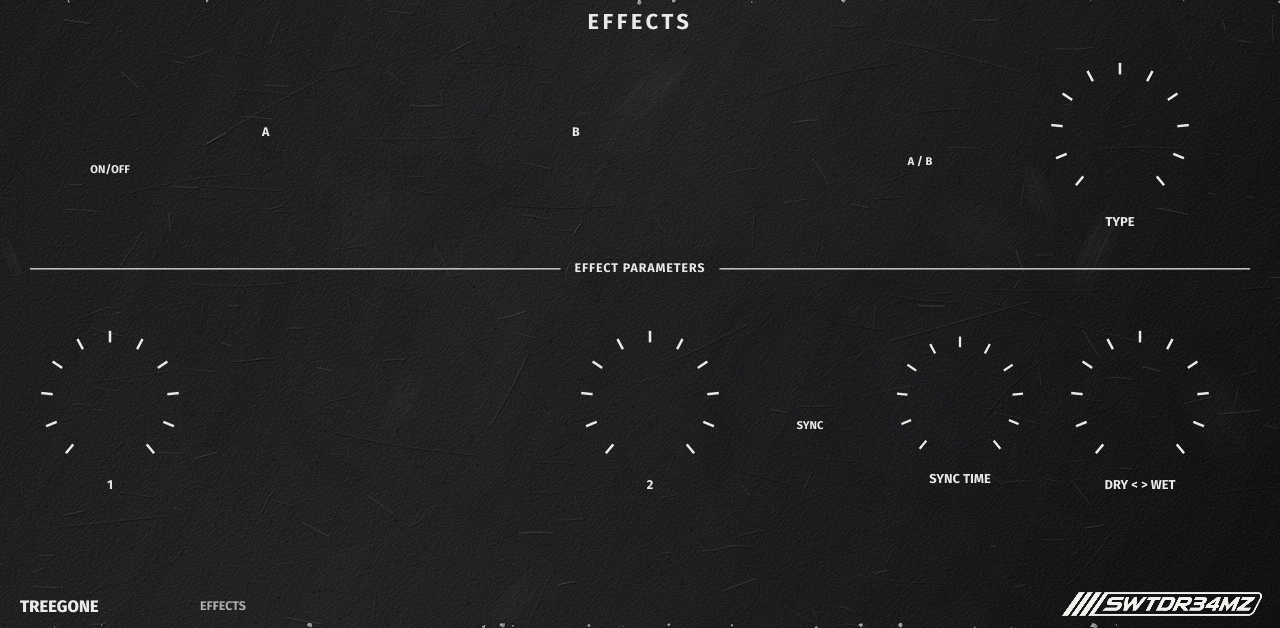 EFFECTS
A
B
ON/OFF
A / B
TYPE
EFFECT PARAMETERS
SYNC
1
2
SYNC TIME
DRY < > WET
TREEGONE
EFFECTS
SWTDR34MZ